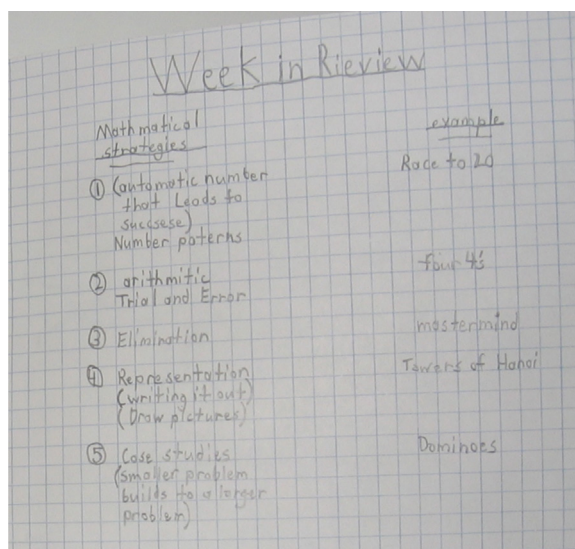 Week in Rieview
Mathmatical
strategies
example
① (automatic number
that Leads to
succsese)
Number paterns
Race to 20
② arithmitic
Trial and Error
four 4's
③ Elimination
mastermind
④ Representation
(writing it out)
(Draw pictures)
Towers of Hanoi
⑤ Case studies
(smaller problem
builds to a larger
problem)
Dominoes